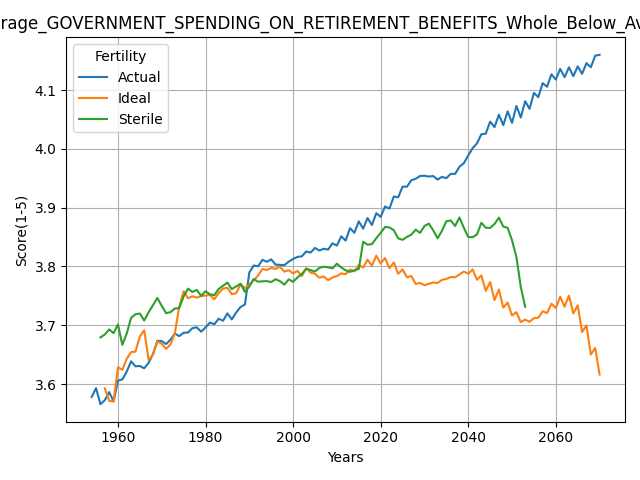 rage_GOVERNMENT_SPENDING_ON_RETIREMENT_BENEFITS_Whole_Below_Av
Fertility
Actual
Ideal
Sterile
4.1
4.0
3.9
3.8
3.7
3.6
Score(1-5)
1960 1980 2000 2020 2040 2060
Years